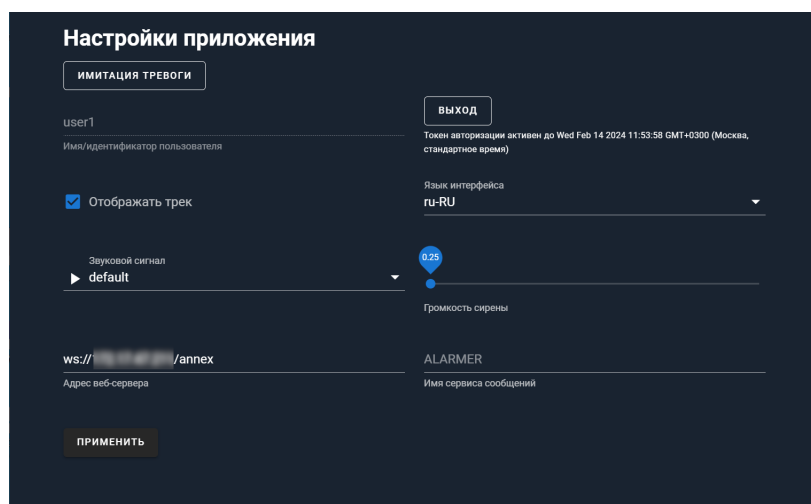 Настройки приложения
ИМИТАЦИЯ ТРЕВОГИ
user1
Имя/идентификатор пользователя
ВЫХОД
Токен авторизации активен до Wed Feb 14 2024 11:53:58 GMT+0300 (Москва,
стандартное время)
Отображать трек
Язык интерфейса
ru-RU
Звуковой сигнал
default
0.25
Громкость сирены
ws:// /annex
Адрес веб-сервера
ALARMER
Имя сервиса сообщений
ПРИМЕНИТЬ